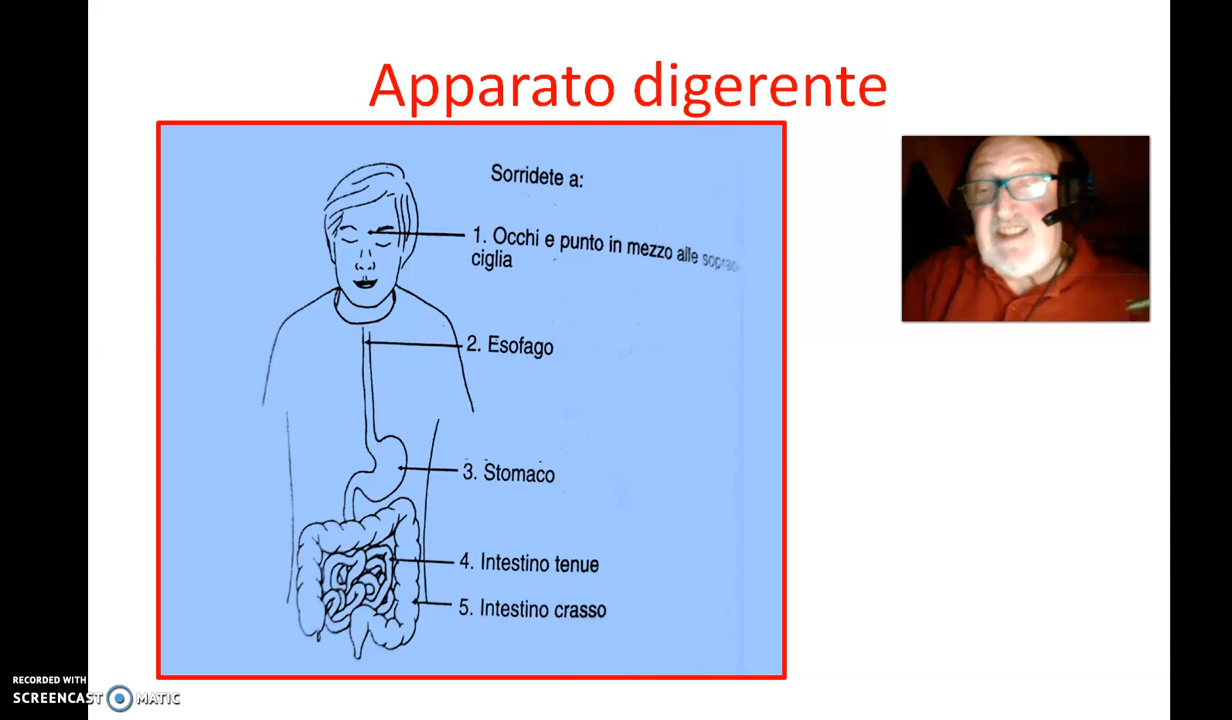 Apparato digerente
Sorridete a:
1. Occhi e punto in mezzo alle soprac
ciglia
2. Esofago
3. Stomaco
4. Intestino tenue
5. Intestino crasso
RECORDED WITH
SCREENCAST MATIC